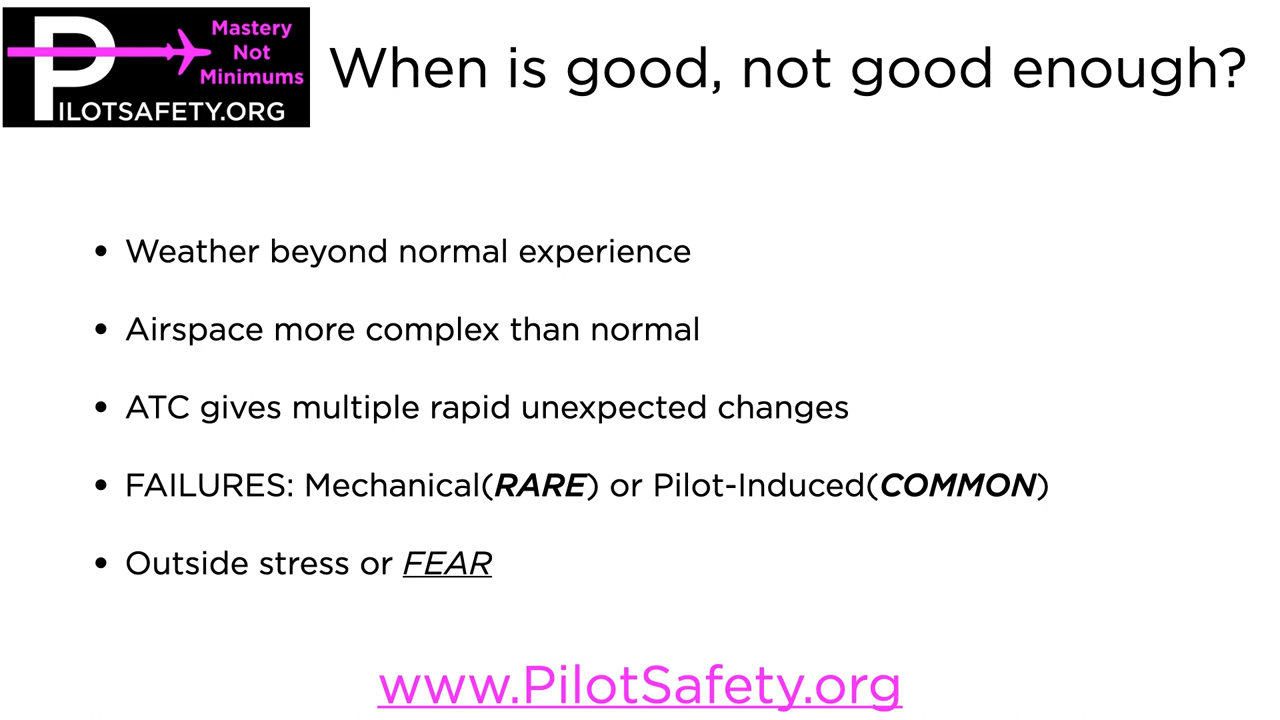 Mastery
Not
Minimums
PILOTSAFETY.ORG
When is good, not good enough?
• Weather beyond normal experience
• Airspace more complex than normal
• ATC gives multiple rapid unexpected changes
• FAILURES: Mechanical(RARE) or Pilot-Induced(COMMON)
• Outside stress or FEAR
www.PilotSafety.org